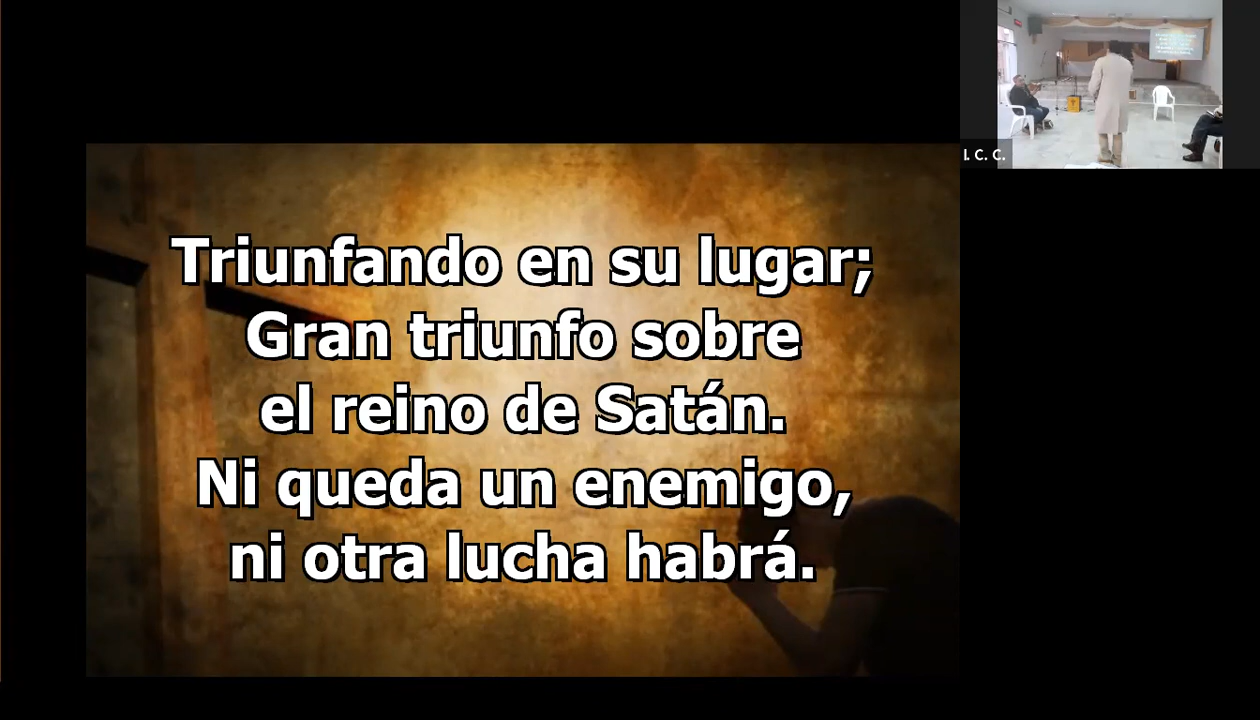 Triunfando en su lugar;
Gran triunfo sobre
el reino de Satán.
Ni queda un enemigo,
ni otra lucha habrá.
I. C. C.